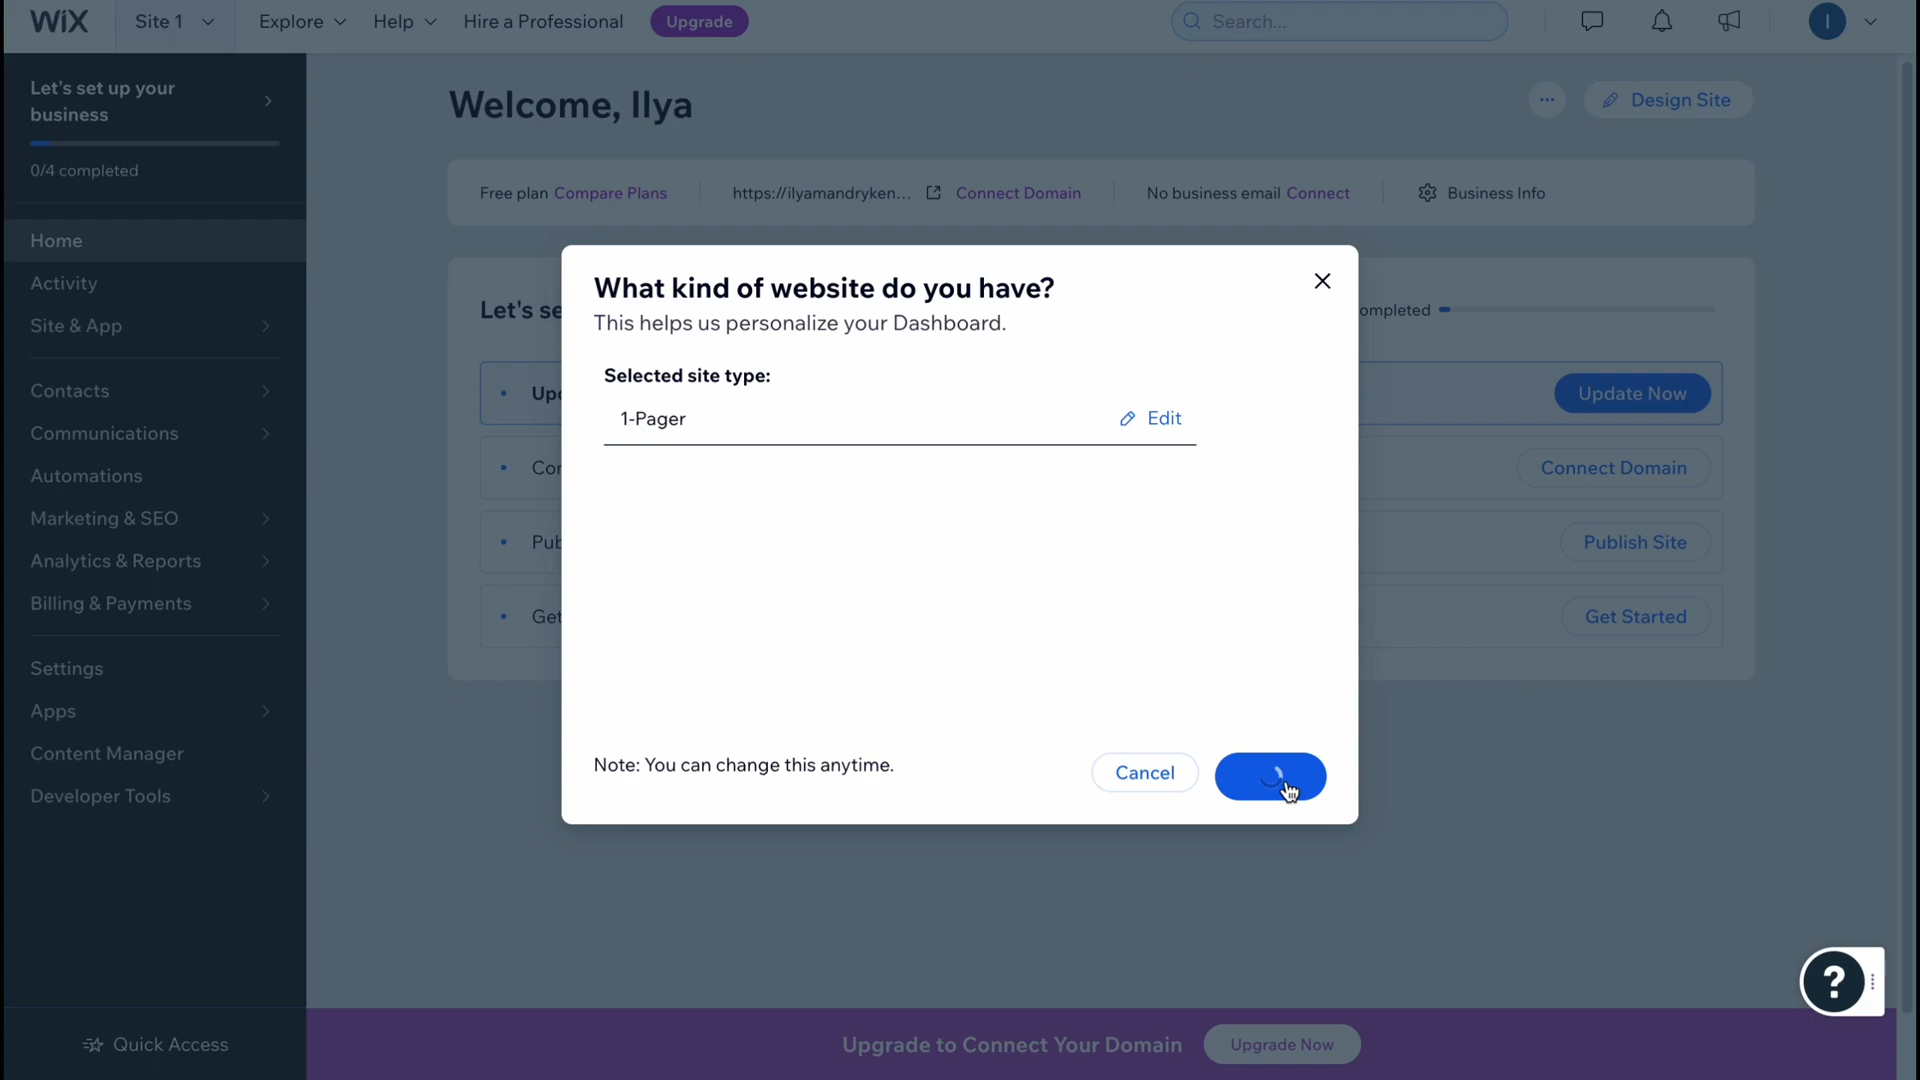 WIX
Site 1
Explore
Help
Hire a Professional
Upgrade
Search...
I
Let's set up your
business
0/4 completed
Home
Activity
Site & App
Contacts
Communications
Automations
Marketing & SEO
Analytics & Reports
Billing & Payments
Settings
Apps
Content Manager
Developer Tools
Quick Access
Welcome, Ilya
Design Site
Free plan Compare Plans
https://ilyamandryken... Connect Domain
No business email Connect
Business Info
Let's se
ompleted
Update Now
Connect Domain
Pub
Publish Site
Get
Get Started
What kind of website do you have?
This helps us personalize your Dashboard.
Selected site type:
1-Pager
Edit
Note: You can change this anytime.
Cancel
?
Upgrade to Connect Your Domain
Upgrade Now